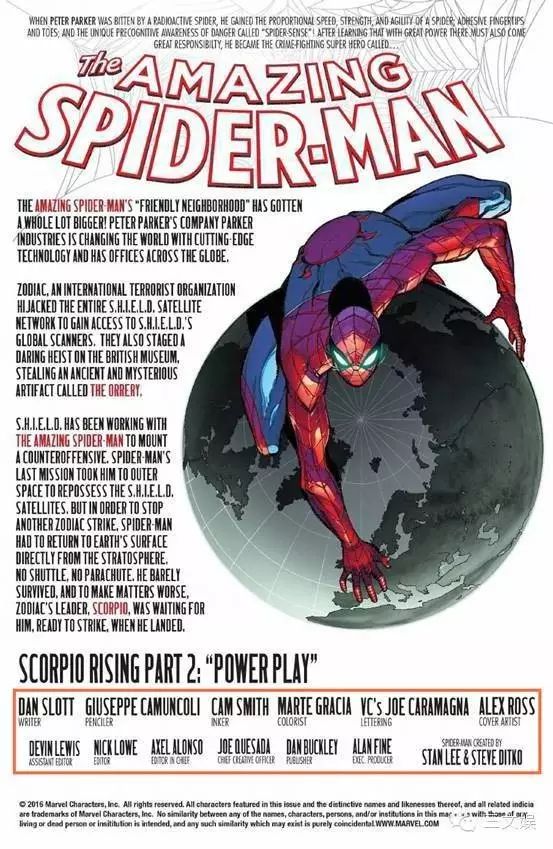 WHEN PETER PARKER WAS BITTEN BY A RADIOACTIVE SPIDER, HE GAINED THE PROPORTIONAL SPEED, STRENGTH, AND AGILITY OF A SPIDER; ADHESIVE FINGERTIPS
AND TOES; AND THE UNIQUE PRECOGNITIVE AWARENESS OF DANGER CALLED "SPIDER-SENSE"! AFTER LEARNING THAT WITH GREAT POWER THERE MUST ALSO COME
GREAT RESPONSIBILTY, HE BECAME THE CRIME-FIGHTING SUPER HERO CALLED...
The AMAZING
SPIDER-MAN
THE AMAZING SPIDER-MAN'S "FRIENDLY NEIGHBORHOOD" HAS GOTTEN
A WHOLE LOT BIGGER! PETER PARKER'S COMPANY PARKER
INDUSTRIES IS CHANGING THE WORLD WITH CUTTING-EDGE
TECHNOLOGY AND HAS OFFICES ACROSS THE GLOBE.
ZODIAC, AN INTERNATIONAL TERRORIST ORGANIZATION
HIJACKED THE ENTIRE S.H.I.E.L.D. SATELLITE
NETWORK TO GAIN ACCESS TO S.H.I.E.L.D.'S
GLOBAL SCANNERS. THEY ALSO STAGED A
DARING HEIST ON THE BRITISH MUSEUM,
STEALING AN ANCIENT AND MYSTERIOUS
ARTIFACT CALLED THE ORRERY.
S.H.I.E.L.D. HAS BEEN WORKING WITH
THE AMAZING SPIDER-MAN TO MOUNT
A COUNTEROFFENSIVE. SPIDER-MAN'S
LAST MISSION TOOK HIM TO OUTER
SPACE TO REPOSSESS THE S.H.I.E.L.D.
SATELLITES. BUT IN ORDER TO STOP
ANOTHER ZODIAC STRIKE, SPIDER-MAN
HAD TO RETURN TO EARTH'S SURFACE
DIRECTLY FROM THE STRATOSPHERE.
NO SHUTTLE, NO PARACHUTE. HE BARELY
SURVIVED, AND TO MAKE MATTERS WORSE,
ZODIAC'S LEADER, SCORPIO, WAS WAITING FOR
HIM, READY TO STRIKE, WHEN HE LANDED.
SCORPIO RISING PART 2: "POWER PLAY"
DAN SLOTT GIUSEPPE CAMUNCOLI CAM SMITH MARTE GRACIA VC's JOE CARAMAGNA ALEX ROSS
WRITER PENCILER INKER COLORIST LETTERING COVER ARTIST
DEVIN LEWIS NICK LOWE AXEL ALONSO JOE QUESADA DAN BUCKLEY ALAN FINE SPIDER-MAN CREATED BY
ASSISTANT EDITOR EDITOR EDITOR IN CHIEF CHIEF CREATIVE OFFICER PUBLISHER EXEC. PRODUCER STAN LEE & STEVE DITKO
© 2016 Marvel Characters, Inc. All rights reserved. All characters featured in this issue and the distinctive names and likenesses thereof, and all related indicia
are trademarks of Marvel Characters, Inc. No similarity between any of the names, characters, persons, and/or institutions in this with those of any
living or dead person or insititution is intended, and any such similarity which may exist is purely coincidental. WWW.MARVEL.COM
三文娱